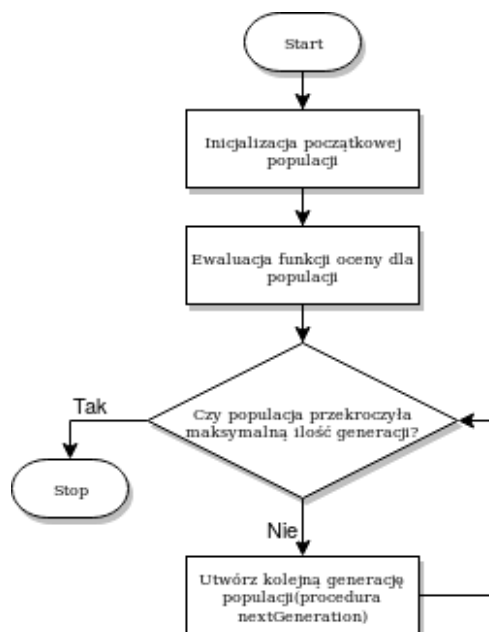 Start
Inicjalizacja początkowej
populacji
Ewaluacja funkcji oceny dla
populacji
Czy populacja przekroczyła
maksymalną ilość generacji?
Tak
Stop
Nie
Utwórz kolejną generację
populacji(procedura
nextGeneration)